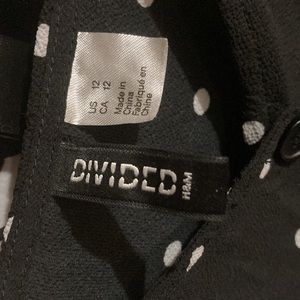 US 12
CA 12
Made in
China
Fabriqué en
Chine
DIVIDED
H&M